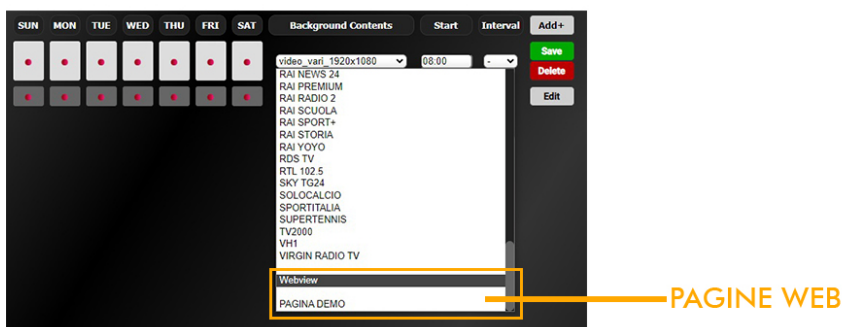 SUN MON TUE WED THU FRI SAT Background Contents Start Interval Add+
Save
video_vari_1920x1080 08:00 -
Delete
RAI NEWS 24
RAI PREMIUM
Edit
RAI RADIO 2
RAI SCUOLA
RAI SPORT+
RAI STORIA
RAI YOYO
RDS TV
RTL 102.5
SKY TG24
SOLOCALCIO
SPORTITALIA
SUPERTENNIS
TV2000
VH1
VIRGIN RADIO TV
Webview
PAGINA DEMO
PAGINE WEB